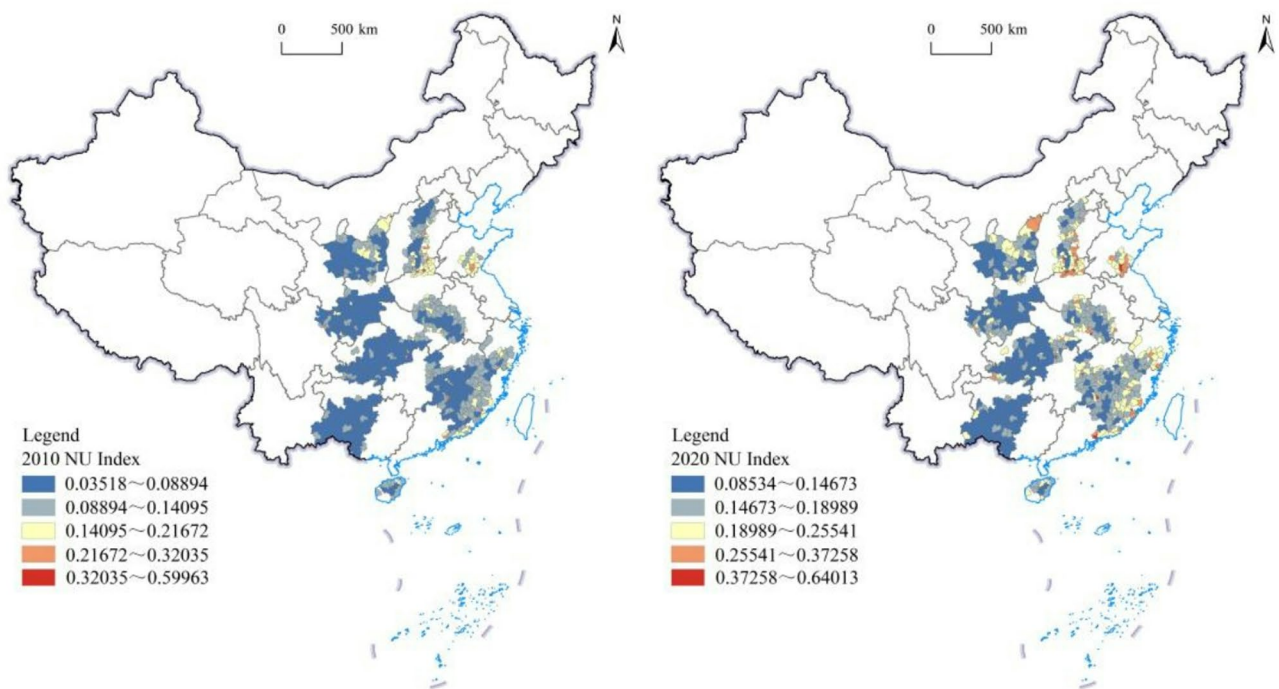 N
0 500 km
Legend
2010 NU Index
0.03518～0.08894
0.08894～0.14095
0.14095～0.21672
0.21672～0.32035
0.32035～0.59963
N
0 500 km
Legend
2020 NU Index
0.08534～0.14673
0.14673～0.18989
0.18989～0.25541
0.25541～0.37258
0.37258～0.64013